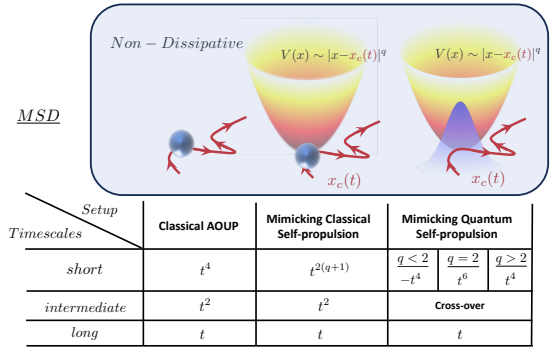 Non − Dissipative
V(x) ∼ |x−x_c(t)|^q
V(x) ∼ |x−x_c(t)|^q
MSD
x_c(t)
x_c(t)
Setup
Timescales
Classical AOUP
Mimicking Classical
Self-propulsion
Mimicking Quantum
Self-propulsion
short
t^4
t^{2(q+1)}
q < 2
−t^4
q = 2
t^6
q > 2
t^4
intermediate
t^2
t^2
Cross-over
long
t
t
t